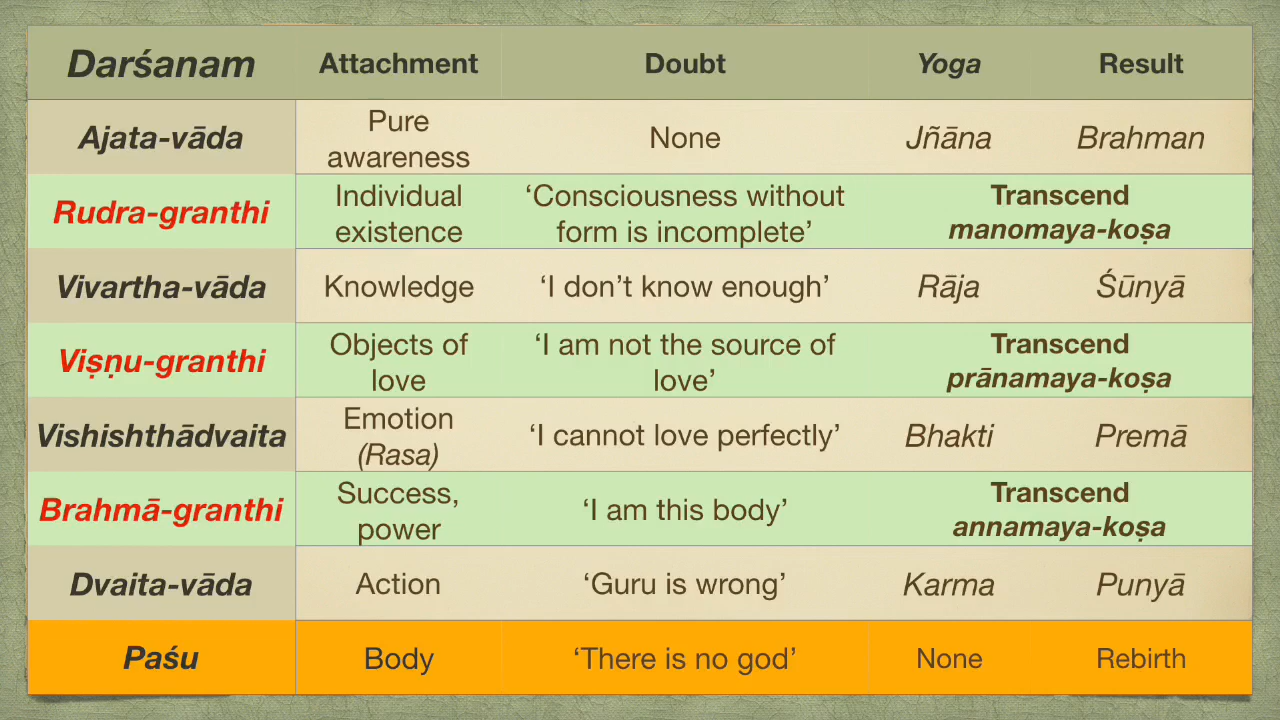 Darśanam Attachment Doubt Yoga Result
Ajata-vāda Pure awareness None Jñāna Brahman
Rudra-granthi Individual existence ‘Consciousness without form is incomplete’ Transcend manomaya-koṣa
Vivartha-vāda Knowledge ‘I don’t know enough’ Rāja Śūnyā
Viṣṇu-granthi Objects of love ‘I am not the source of love’ Transcend prānamaya-koṣa
Vishishthādvaita Emotion (Rasa) ‘I cannot love perfectly’ Bhakti Premā
Brahmā-granthi Success, power ‘I am this body’ Transcend annamaya-koṣa
Dvaita-vāda Action ‘Guru is wrong’ Karma Punyā
Paśu Body ‘There is no god’ None Rebirth